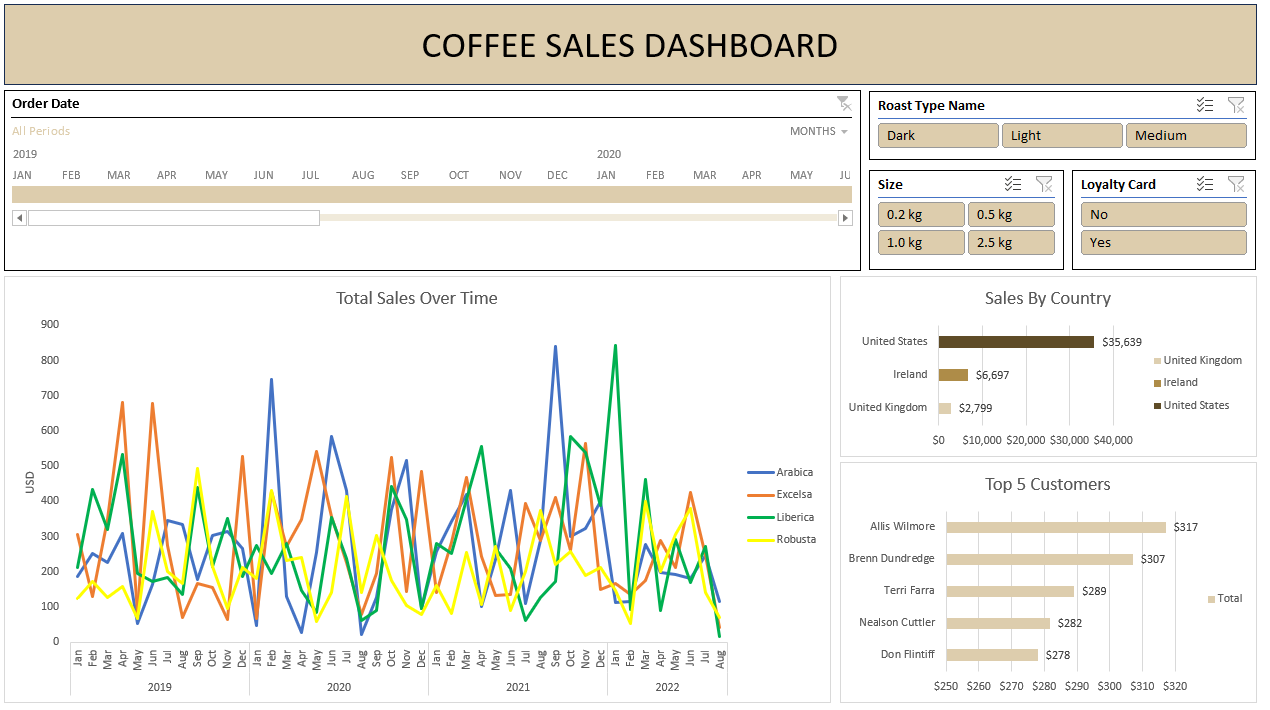 COFFEE SALES DASHBOARD
Order Date
All Periods
MONTHS
2019 2020
JAN FEB MAR APR MAY JUN JUL AUG SEP OCT NOV DEC JAN FEB MAR APR MAY JU
Roast Type Name
Dark Light Medium
Size
0.2 kg 0.5 kg
1.0 kg 2.5 kg
Loyalty Card
No
Yes
Total Sales Over Time
900
800
700
600
500
400
300
200
100
0
USD
Jan Feb Mar Apr May Jun Jul Aug Sep Oct Nov Dec Jan Feb Mar Apr May Jun Jul Aug Sep Oct Nov Dec Jan Feb Mar Apr May Jun Jul Aug Sep Oct Nov Dec Jan Feb Mar Apr May Jun Jul Aug
2019 2020 2021 2022
Arabica
Excelsa
Liberica
Robusta
Sales By Country
United States $35,639
Ireland $6,697
United Kingdom $2,799
$0 $10,000 $20,000 $30,000 $40,000
United Kingdom
Ireland
United States
Top 5 Customers
Allis Wilmore $317
Brenn Dundredge $307
Terri Farra $289
Nealson Cuttler $282
Don Flintiff $278
$250 $260 $270 $280 $290 $300 $310 $320
Total